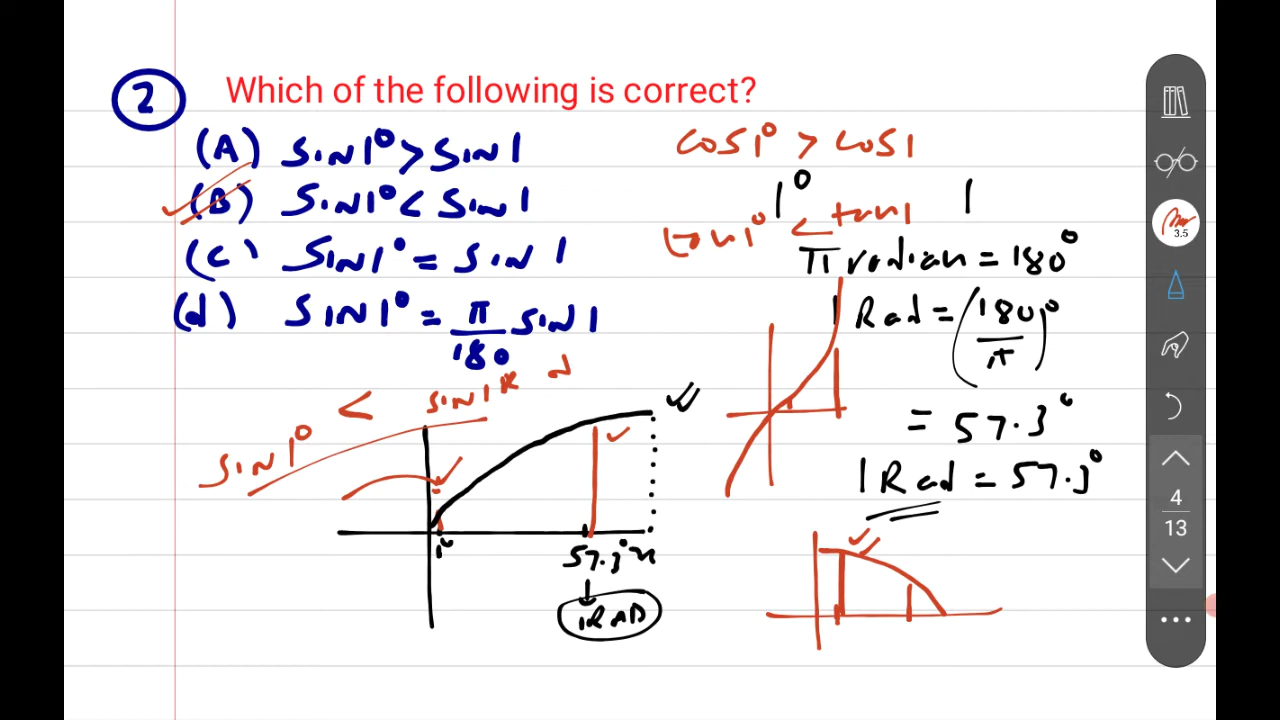 2 Which of the following is correct?
(A) SIN1° > SIN1
(B) SIN1° < SIN1
(C) SIN1° = SIN1
(d) SIN1° = π/180 SIN1
COS1° > COS1
1° 1
tan1° < tan1
π radian = 180°
1 Rad = (180/π)°
= 57.3°
1 Rad = 57.3°
SIN1° < SIN1
1°
57.3°
1RAD
3.5
4
13